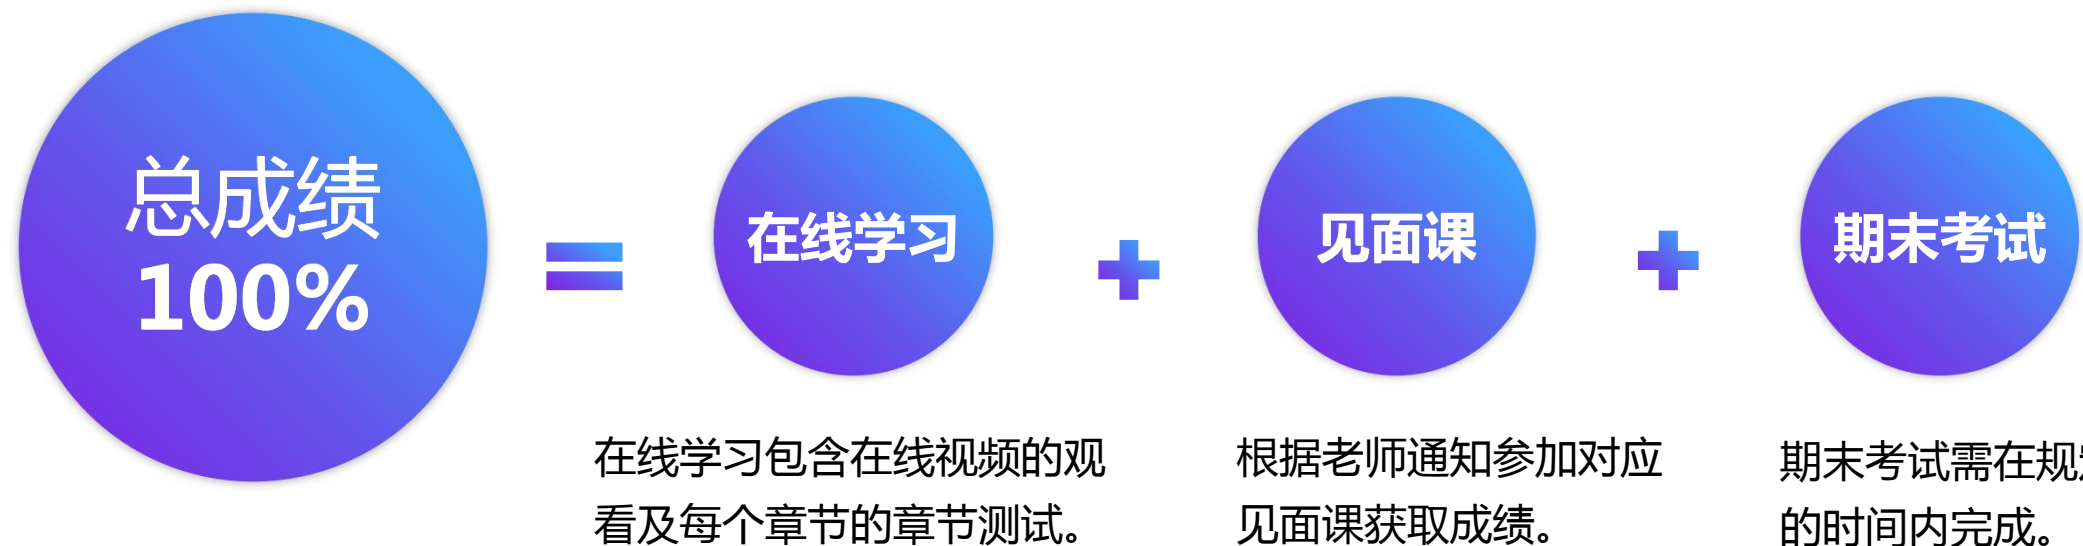 总成绩
100%
=
在线学习
+
见面课
+
期末考试
在线学习包含在线视频的观
看及每个章节的章节测试。
根据老师通知参加对应
见面课获取成绩。
期末考试需在规定
的时间内完成。